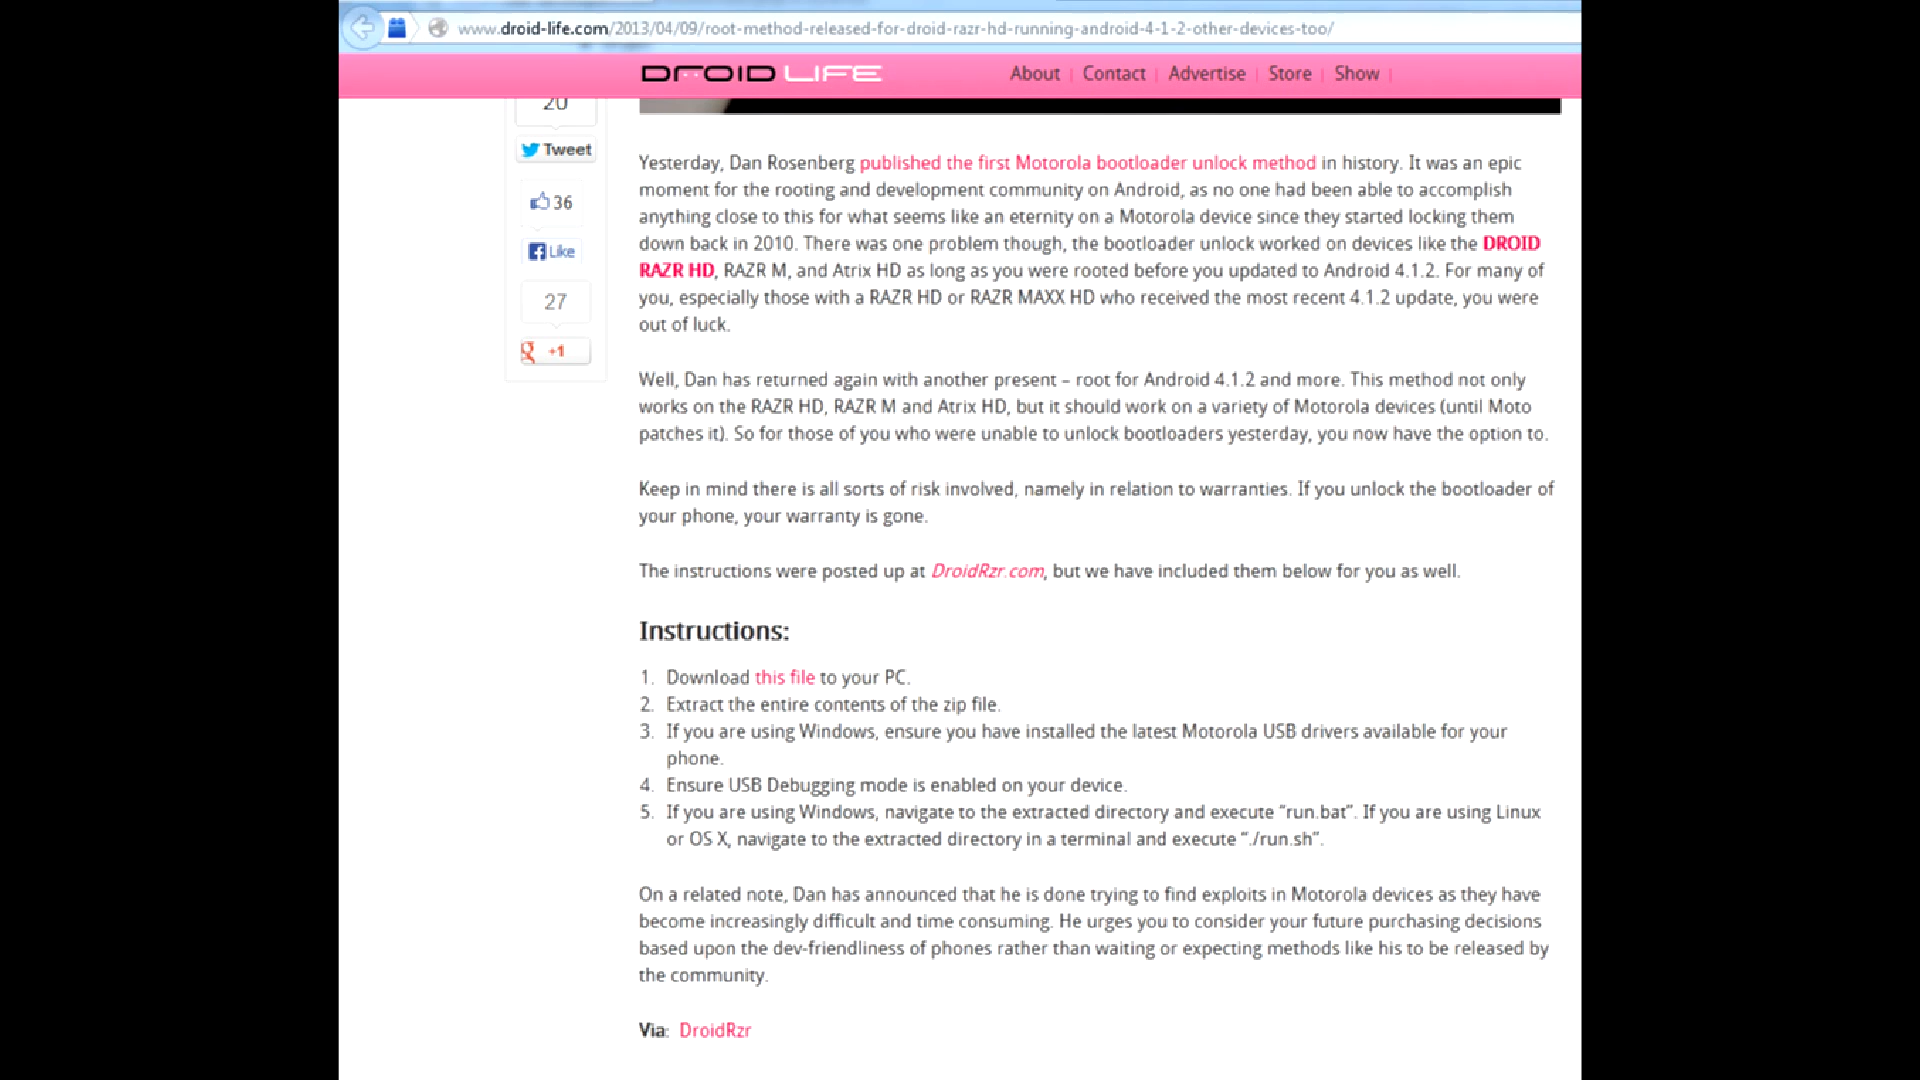 www.droid-life.com/2013/04/09/root-method-released-for-droid-razr-hd-running-android-4-1-2-other-devices-too/
DROID LIFE
About | Contact | Advertise | Store | Show |
20
Tweet
36
Like
27
+1
Yesterday, Dan Rosenberg published the first Motorola bootloader unlock method in history. It was an epic
moment for the rooting and development community on Android, as no one had been able to accomplish
anything close to this for what seems like an eternity on a Motorola device since they started locking them
down back in 2010. There was one problem though, the bootloader unlock worked on devices like the DROID
RAZR HD, RAZR M, and Atrix HD as long as you were rooted before you updated to Android 4.1.2. For many of
you, especially those with a RAZR HD or RAZR MAXX HD who received the most recent 4.1.2 update, you were
out of luck.
Well, Dan has returned again with another present – root for Android 4.1.2 and more. This method not only
works on the RAZR HD, RAZR M and Atrix HD, but it should work on a variety of Motorola devices (until Moto
patches it). So for those of you who were unable to unlock bootloaders yesterday, you now have the option to.
Keep in mind there is all sorts of risk involved, namely in relation to warranties. If you unlock the bootloader of
your phone, your warranty is gone.
The instructions were posted up at DroidRzr.com, but we have included them below for you as well.
Instructions:
1. Download this file to your PC.
2. Extract the entire contents of the zip file.
3. If you are using Windows, ensure you have installed the latest Motorola USB drivers available for your
phone.
4. Ensure USB Debugging mode is enabled on your device.
5. If you are using Windows, navigate to the extracted directory and execute “run.bat”. If you are using Linux
or OS X, navigate to the extracted directory in a terminal and execute “./run.sh”.
On a related note, Dan has announced that he is done trying to find exploits in Motorola devices as they have
become increasingly difficult and time consuming. He urges you to consider your future purchasing decisions
based upon the dev-friendliness of phones rather than waiting or expecting methods like his to be released by
the community.
Via: DroidRzr